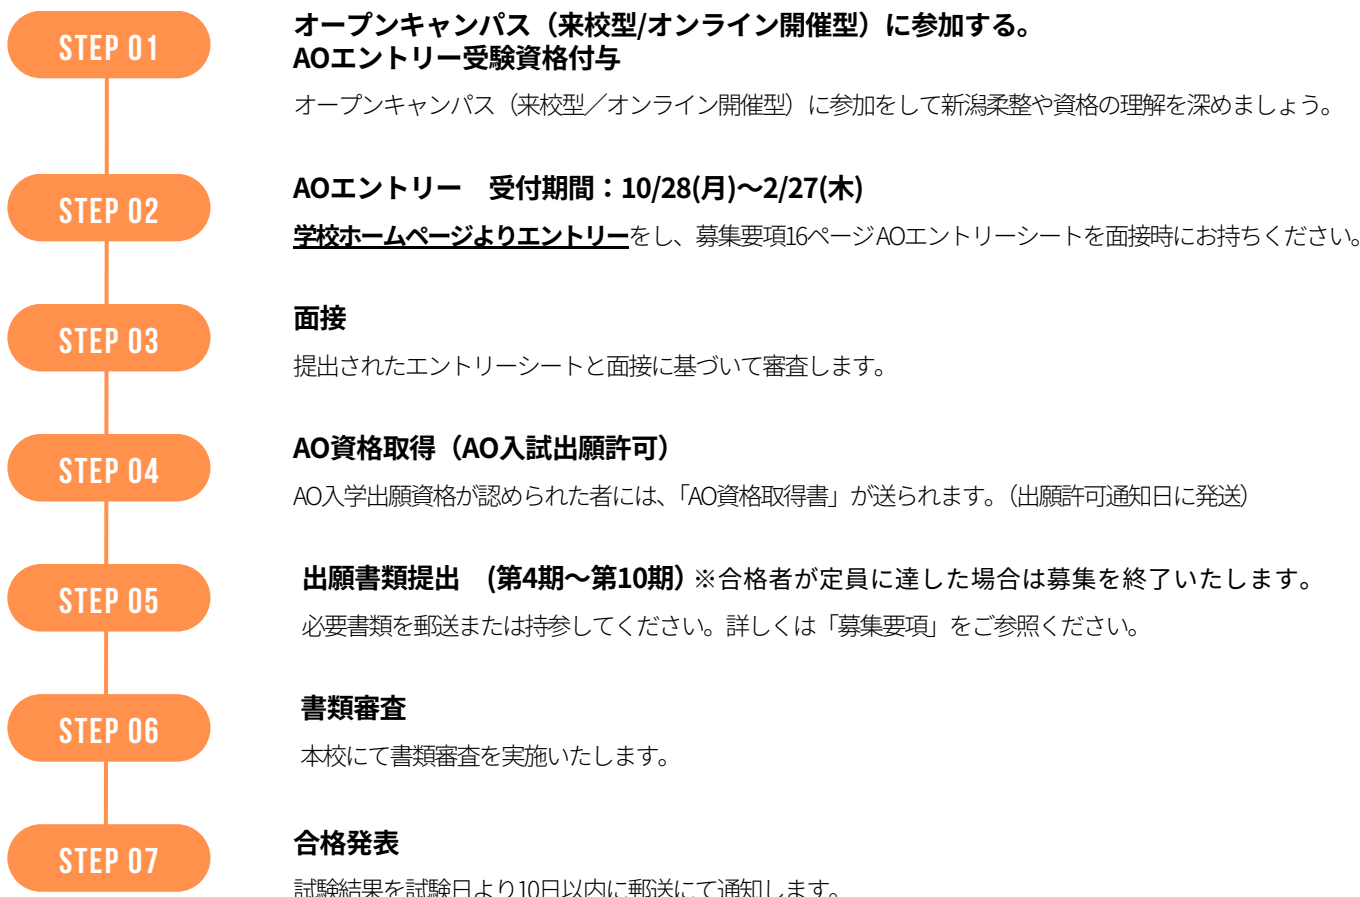 STEP 01
オープンキャンパス（来校型/オンライン開催型）に参加する。
AOエントリー受験資格付与
オープンキャンパス（来校型／オンライン開催型）に参加をして新潟柔整や資格の理解を深めましょう。
STEP 02
AOエントリー　受付期間：10/28(月)〜2/27(木)
学校ホームページよりエントリーをし、募集要項16ページAOエントリーシートを面接時にお持ちください。
STEP 03
面接
提出されたエントリーシートと面接に基づいて審査します。
STEP 04
AO資格取得（AO入試出願許可）
AO入学出願資格が認められた者には、「AO資格取得書」が送られます。（出願許可通知日に発送）
STEP 05
出願書類提出　(第4期〜第10期) ※合格者が定員に達した場合は募集を終了いたします。
必要書類を郵送または持参してください。詳しくは「募集要項」をご参照ください。
STEP 06
書類審査
本校にて書類審査を実施いたします。
STEP 07
合格発表
試験結果を試験日より10日以内に郵送にて通知します。